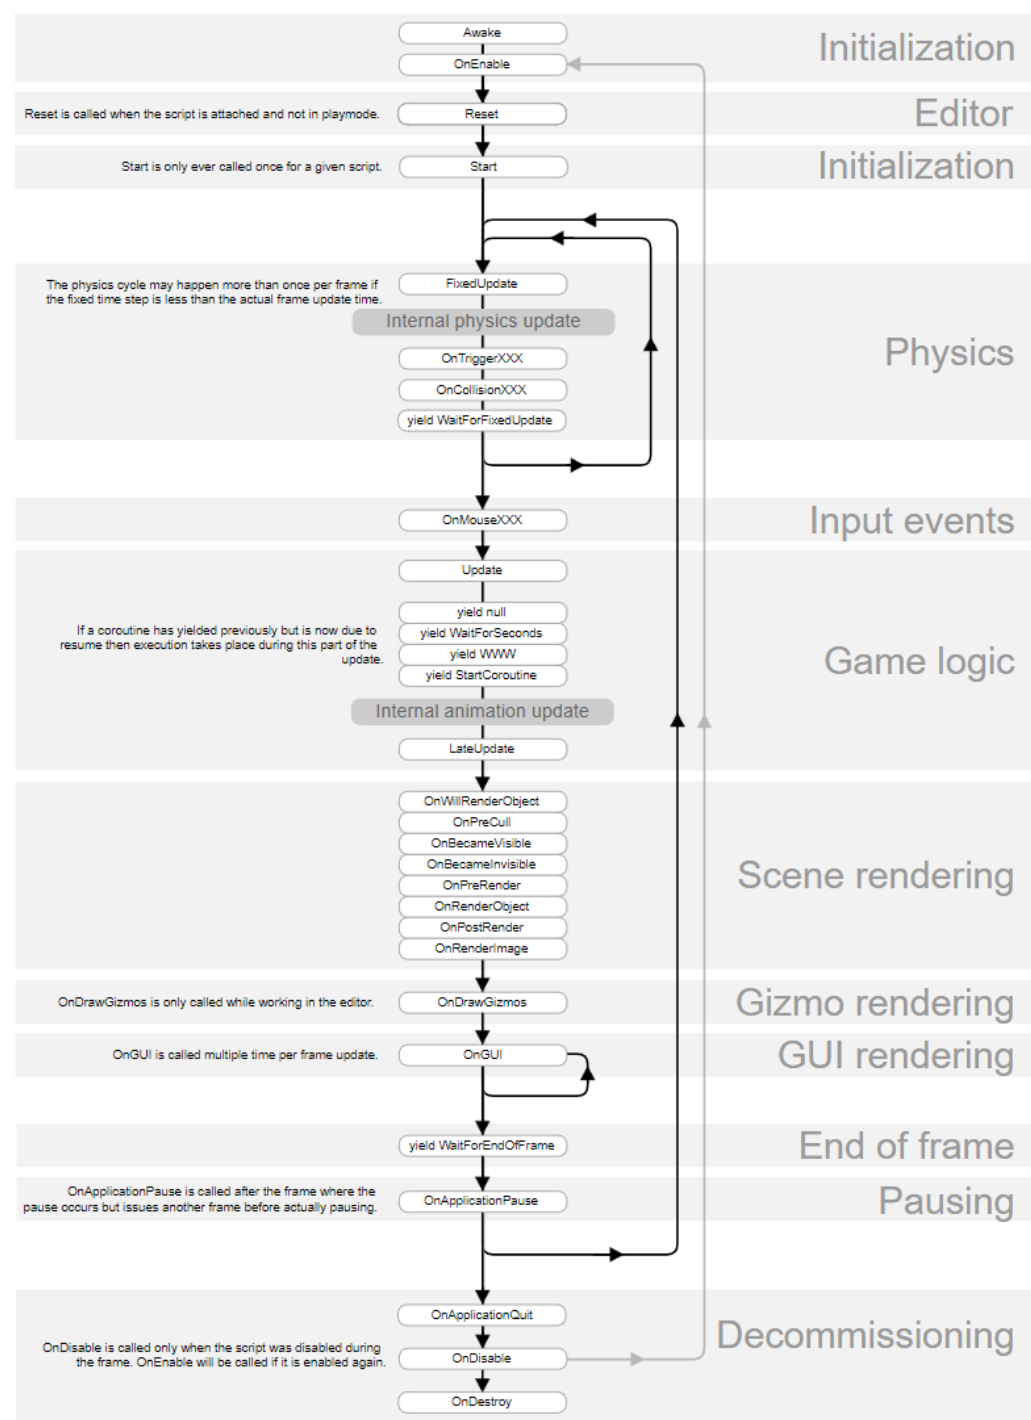 Awake
Initialization
OnEnable
Reset is called when the script is attached and not in playmode.
Reset
Editor
Start is only ever called once for a given script.
Start
Initialization
The physics cycle may happen more than once per frame if
the fixed time step is less than the actual frame update time.
FixedUpdate
Internal physics update
Physics
OnTriggerXXX
OnCollisionXXX
yield WaitForFixedUpdate
OnMouseXXX
Input events
Update
yield null
If a coroutine has yielded previously but is now due to
resume then execution takes place during this part of the
update.
yield WaitForSeconds
yield WWW
yield StartCoroutine
Game logic
Internal animation update
LateUpdate
OnWillRenderObject
OnPreCull
OnBecameVisible
OnBecameInvisible
OnPreRender
OnRenderObject
OnPostRender
OnRenderImage
Scene rendering
OnDrawGizmos is only called while working in the editor.
OnDrawGizmos
Gizmo rendering
OnGUI is called multiple time per frame update.
OnGUI
GUI rendering
yield WaitForEndOfFrame
End of frame
OnApplicationPause is called after the frame where the
pause occurs but issues another frame before actually pausing.
OnApplicationPause
Pausing
OnApplicationQuit
Decommissioning
OnDisable is called only when the script was disabled during
the frame. OnEnable will be called if it is enabled again.
OnDisable
OnDestroy